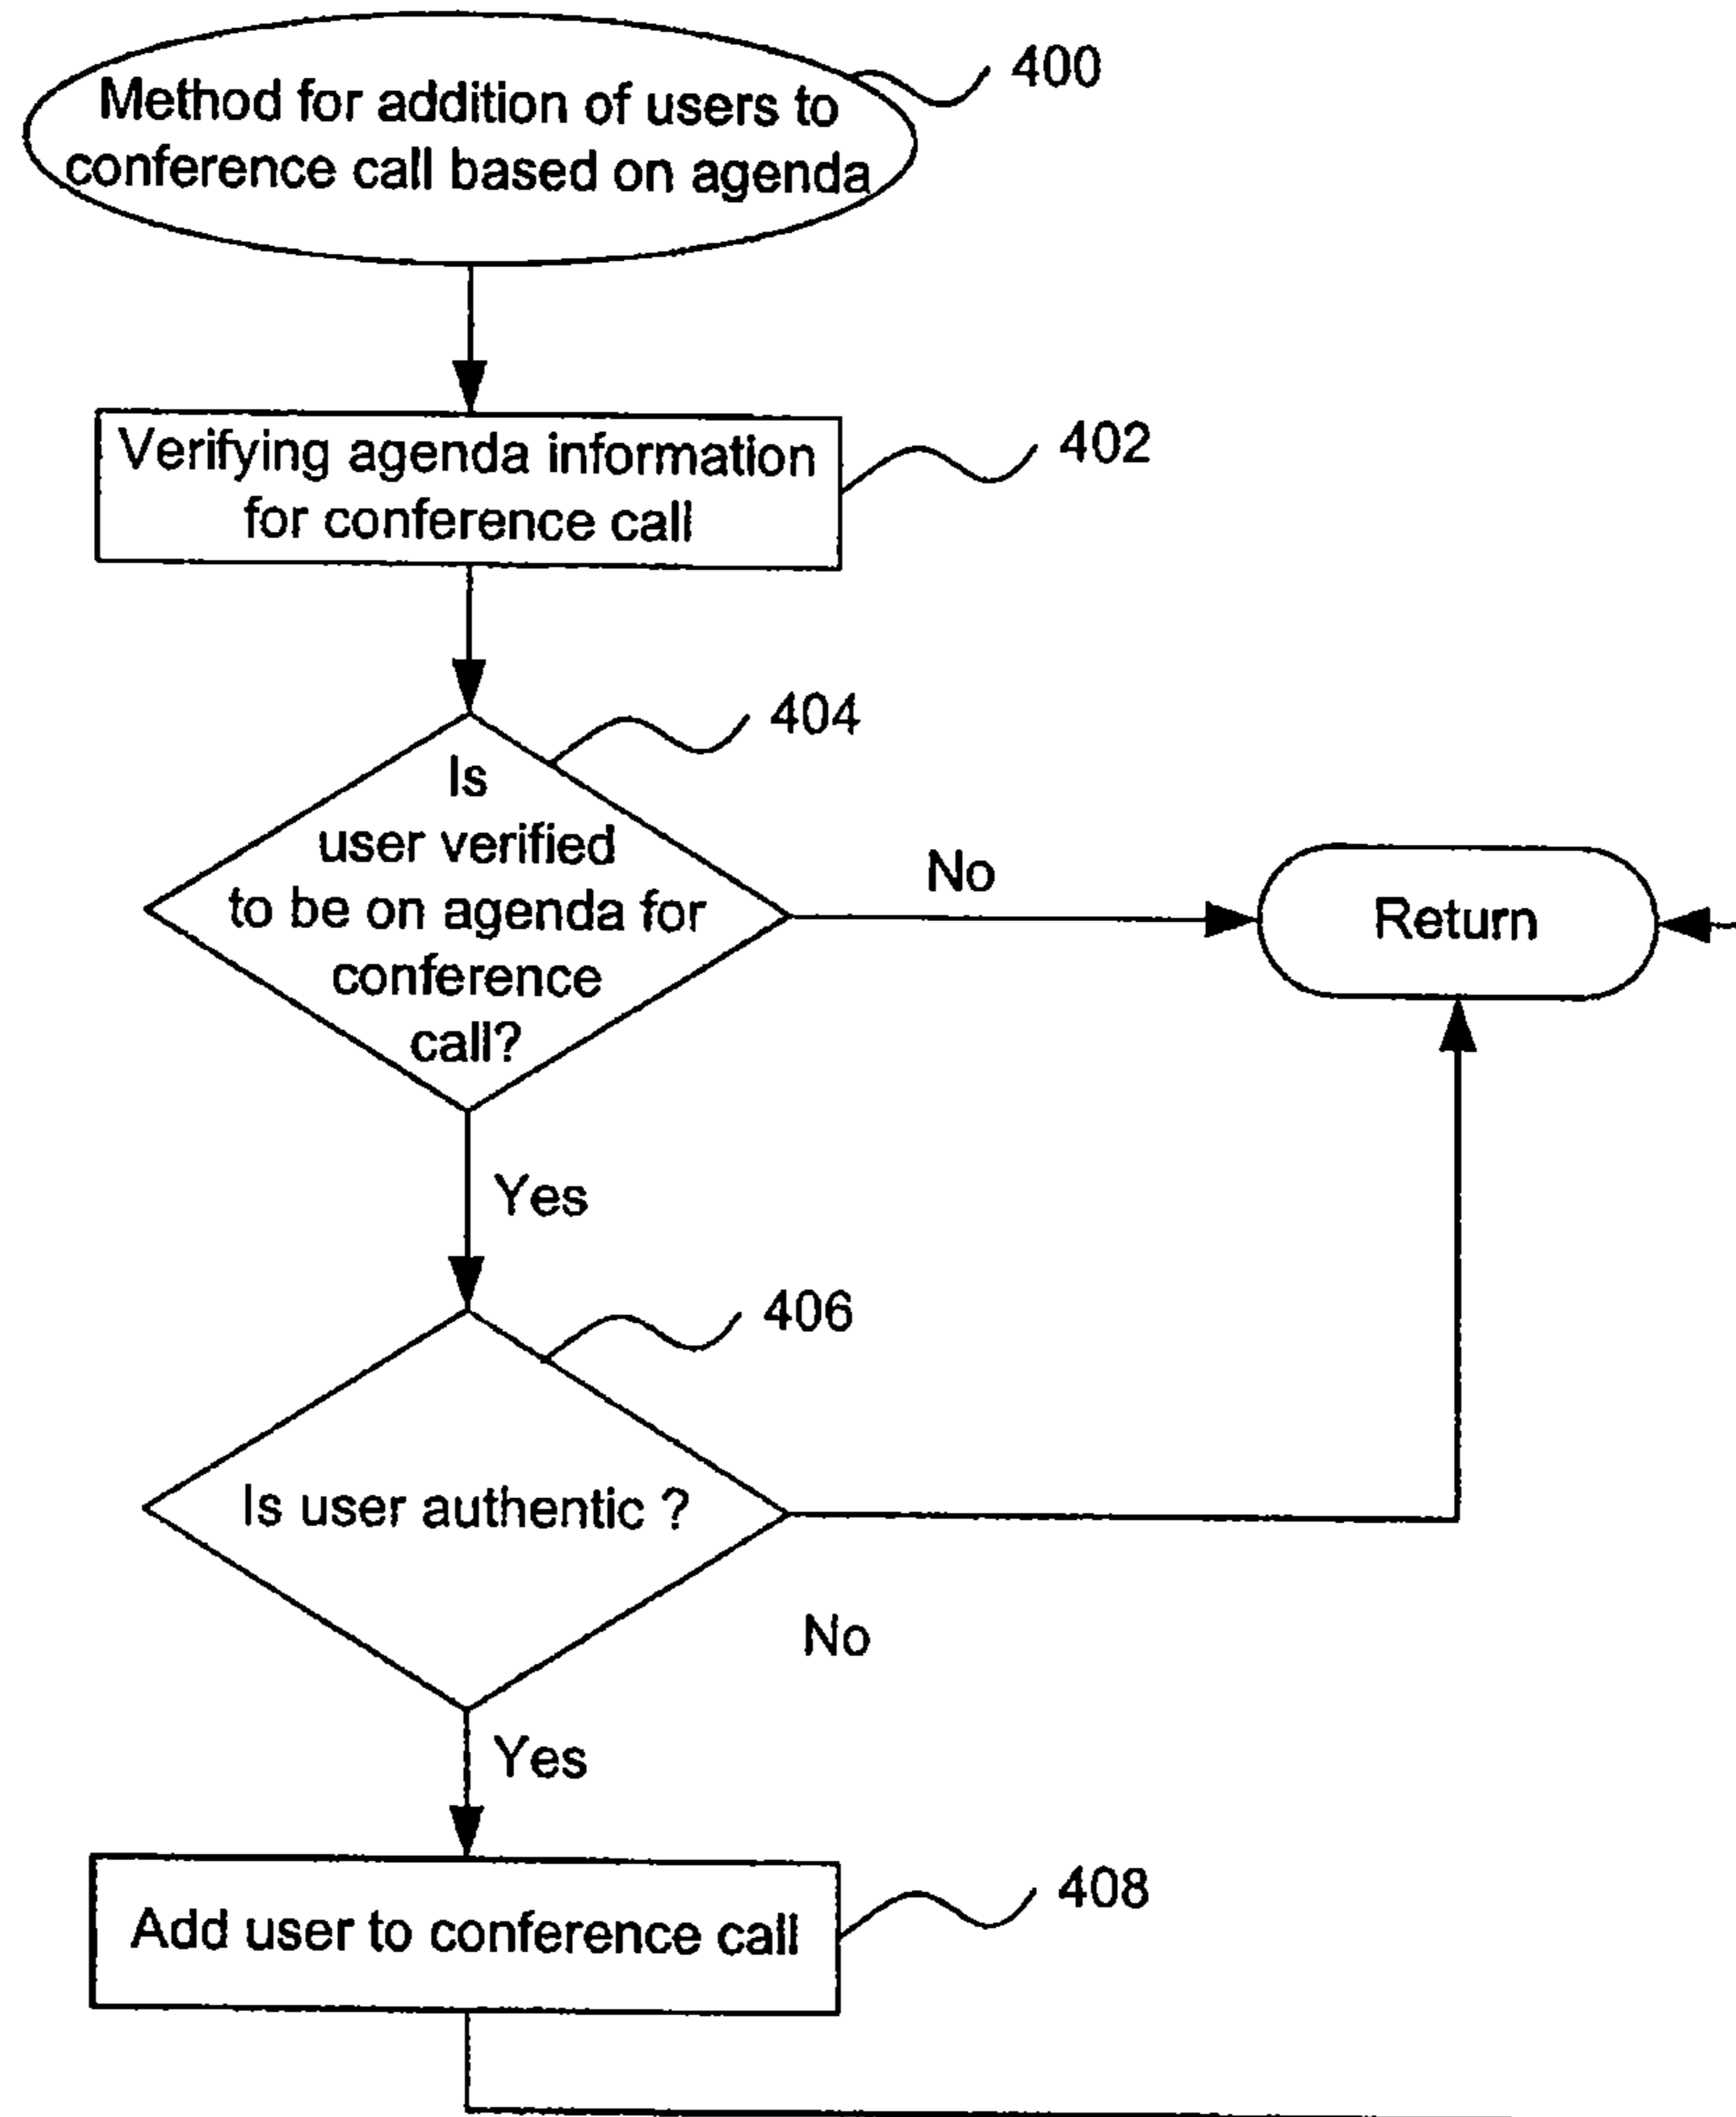 Method for addition of users to
conference call based on agenda
400
Verifying agenda information
for conference call
402
404
Is
user verified
to be on agenda for
conference
call?
No
Return
Yes
406
Is user authentic ?
No
Yes
Add user to conference call
408